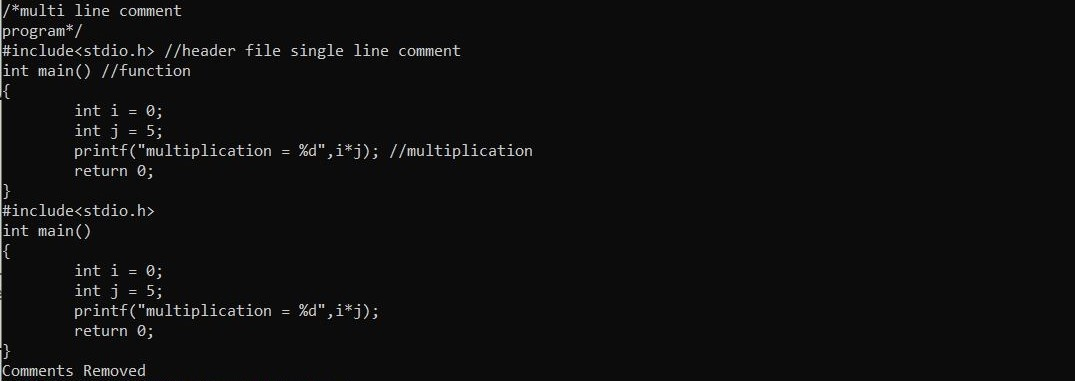 /*multi line comment
program*/
#include<stdio.h> //header file single line comment
int main() //function
{
        int i = 0;
        int j = 5;
        printf("multiplication = %d",i*j); //multiplication
        return 0;
}
#include<stdio.h>
int main()
{
        int i = 0;
        int j = 5;
        printf("multiplication = %d",i*j);
        return 0;
}
Comments Removed